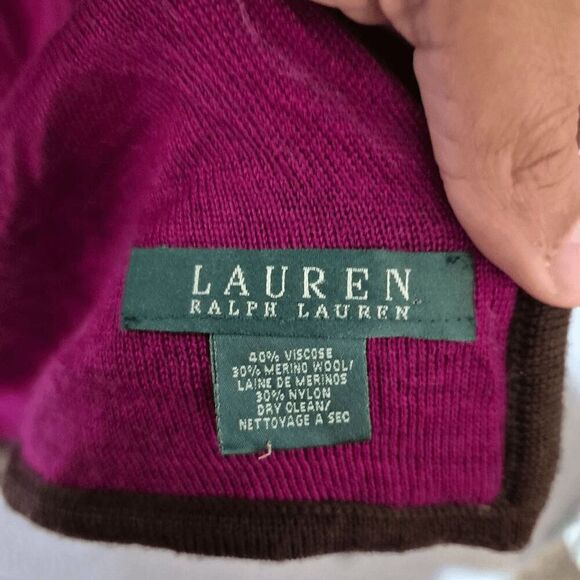 LAUREN
RALPH LAUREN
40% VISCOSE
30% MERINO WOOL/
LAINE DE MERINOS
30% NYLON
DRY CLEAN/
NETTOYAGE A SEC